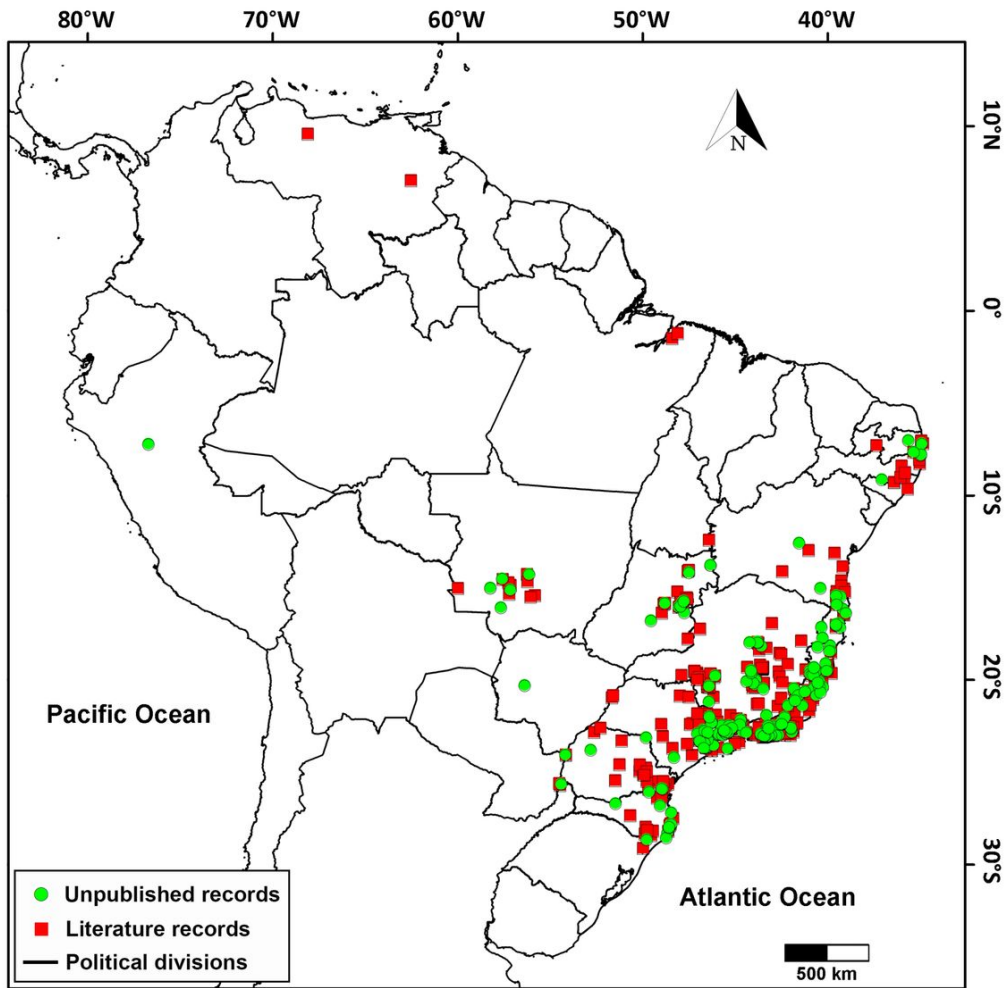 80°W 70°W 60°W 50°W 40°W
N
10°N
0°
10°S
20°S
30°S
Pacific Ocean
Atlantic Ocean
Unpublished records
Literature records
Political divisions
500 km